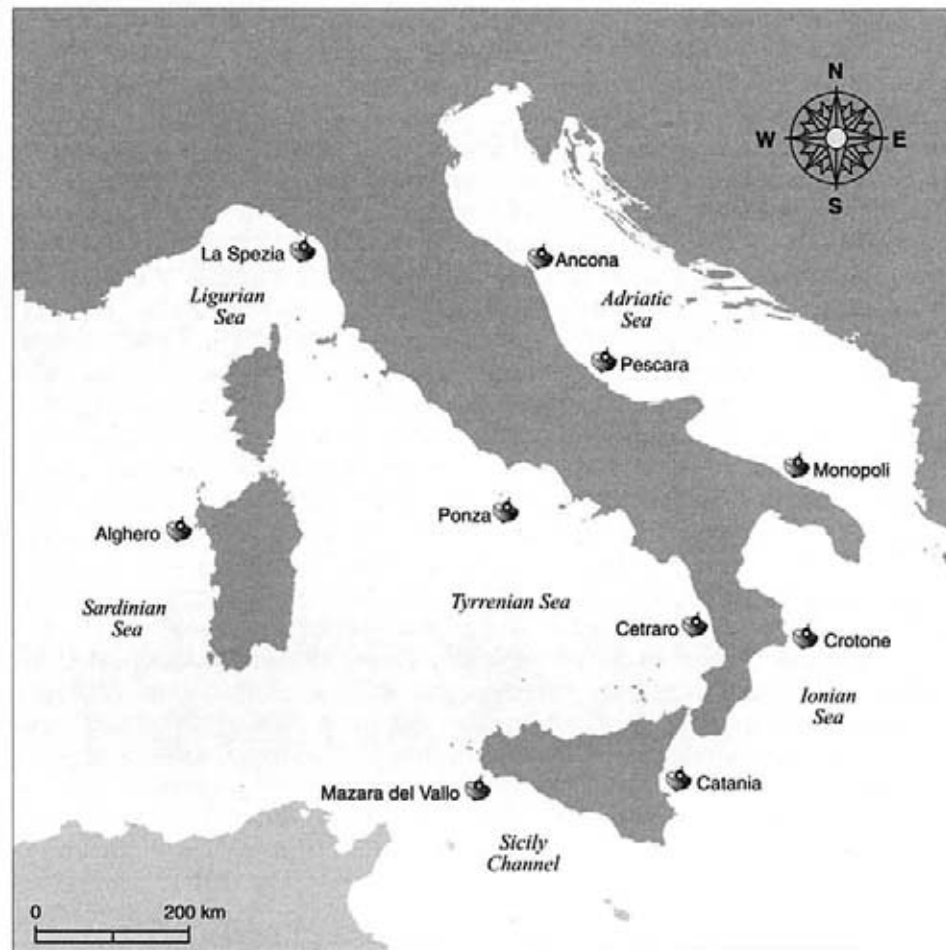 N
W E
S
La Spezia
Ancona
Ligurian
Sea
Adriatic
Sea
Pescara
Monopoli
Ponza
Alghero
Sardinian
Sea
Tyrrenian Sea
Cetraro
Crotone
Ionian
Sea
Mazara del Vallo
Catania
Sicily
Channel
0 200 km